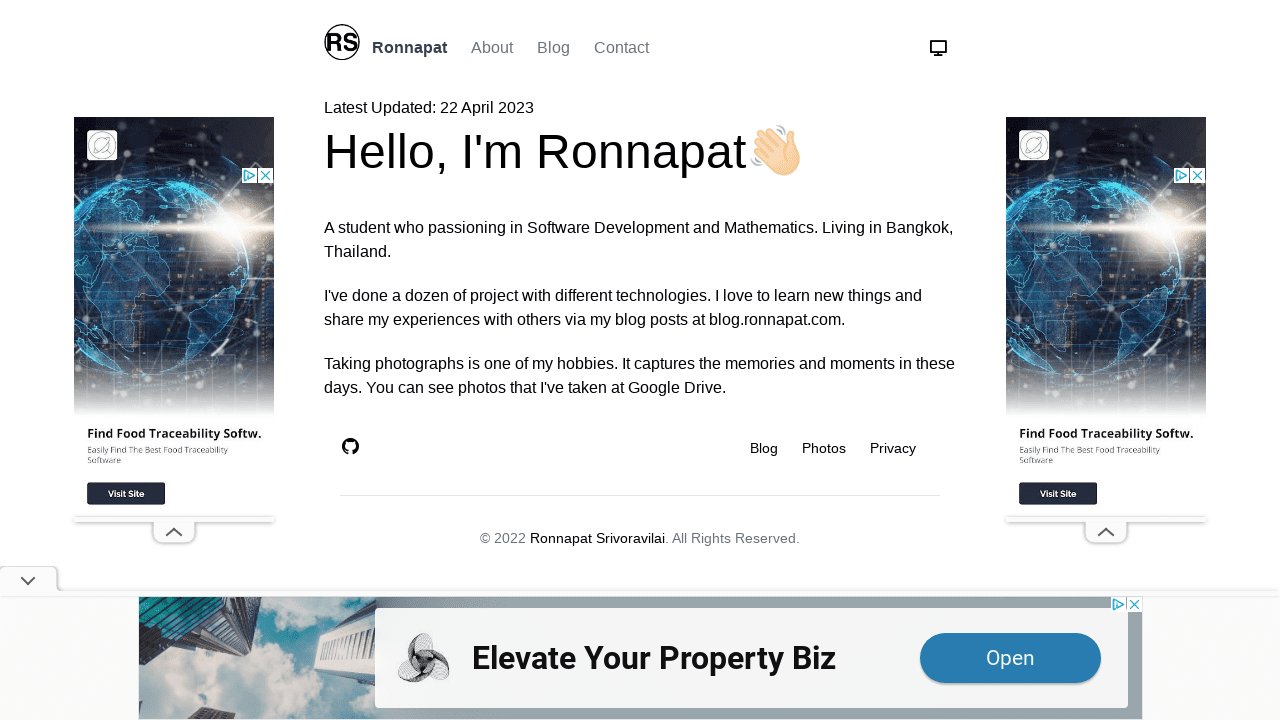 RS
Ronnapat About Blog Contact
Latest Updated: 22 April 2023
Hello, I'm Ronnapat👋🏻
A student who passioning in Software Development and Mathematics. Living in Bangkok,
Thailand.
I've done a dozen of project with different technologies. I love to learn new things and
share my experiences with others via my blog posts at blog.ronnapat.com.
Taking photographs is one of my hobbies. It captures the memories and moments in these
days. You can see photos that I've taken at Google Drive.
Blog Photos Privacy
© 2022 Ronnapat Srivoravilai. All Rights Reserved.
Find Food Traceability Softw.
Easily Find The Best Food Traceability
Software
Visit Site
Find Food Traceability Softw.
Easily Find The Best Food Traceability
Software
Visit Site
Elevate Your Property Biz
Open